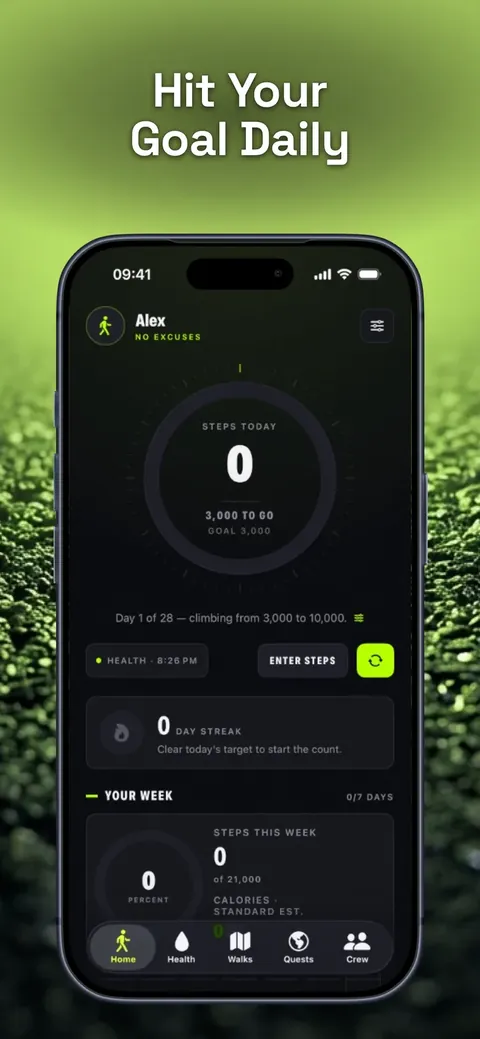 Hit Your
Goal Daily
09:41
Alex
NO EXCUSES
STEPS TODAY
0
3,000 TO GO
GOAL 3,000
Day 1 of 28 — climbing from 3,000 to 10,000.
HEALTH · 8:26 PM
ENTER STEPS
0 DAY STREAK
Clear today's target to start the count.
YOUR WEEK
0/7 DAYS
STEPS THIS WEEK
0
of 21,000
0
PERCENT
CALORIES ·
STANDARD EST.
0
Home
Health
Walks
Quests
Crew